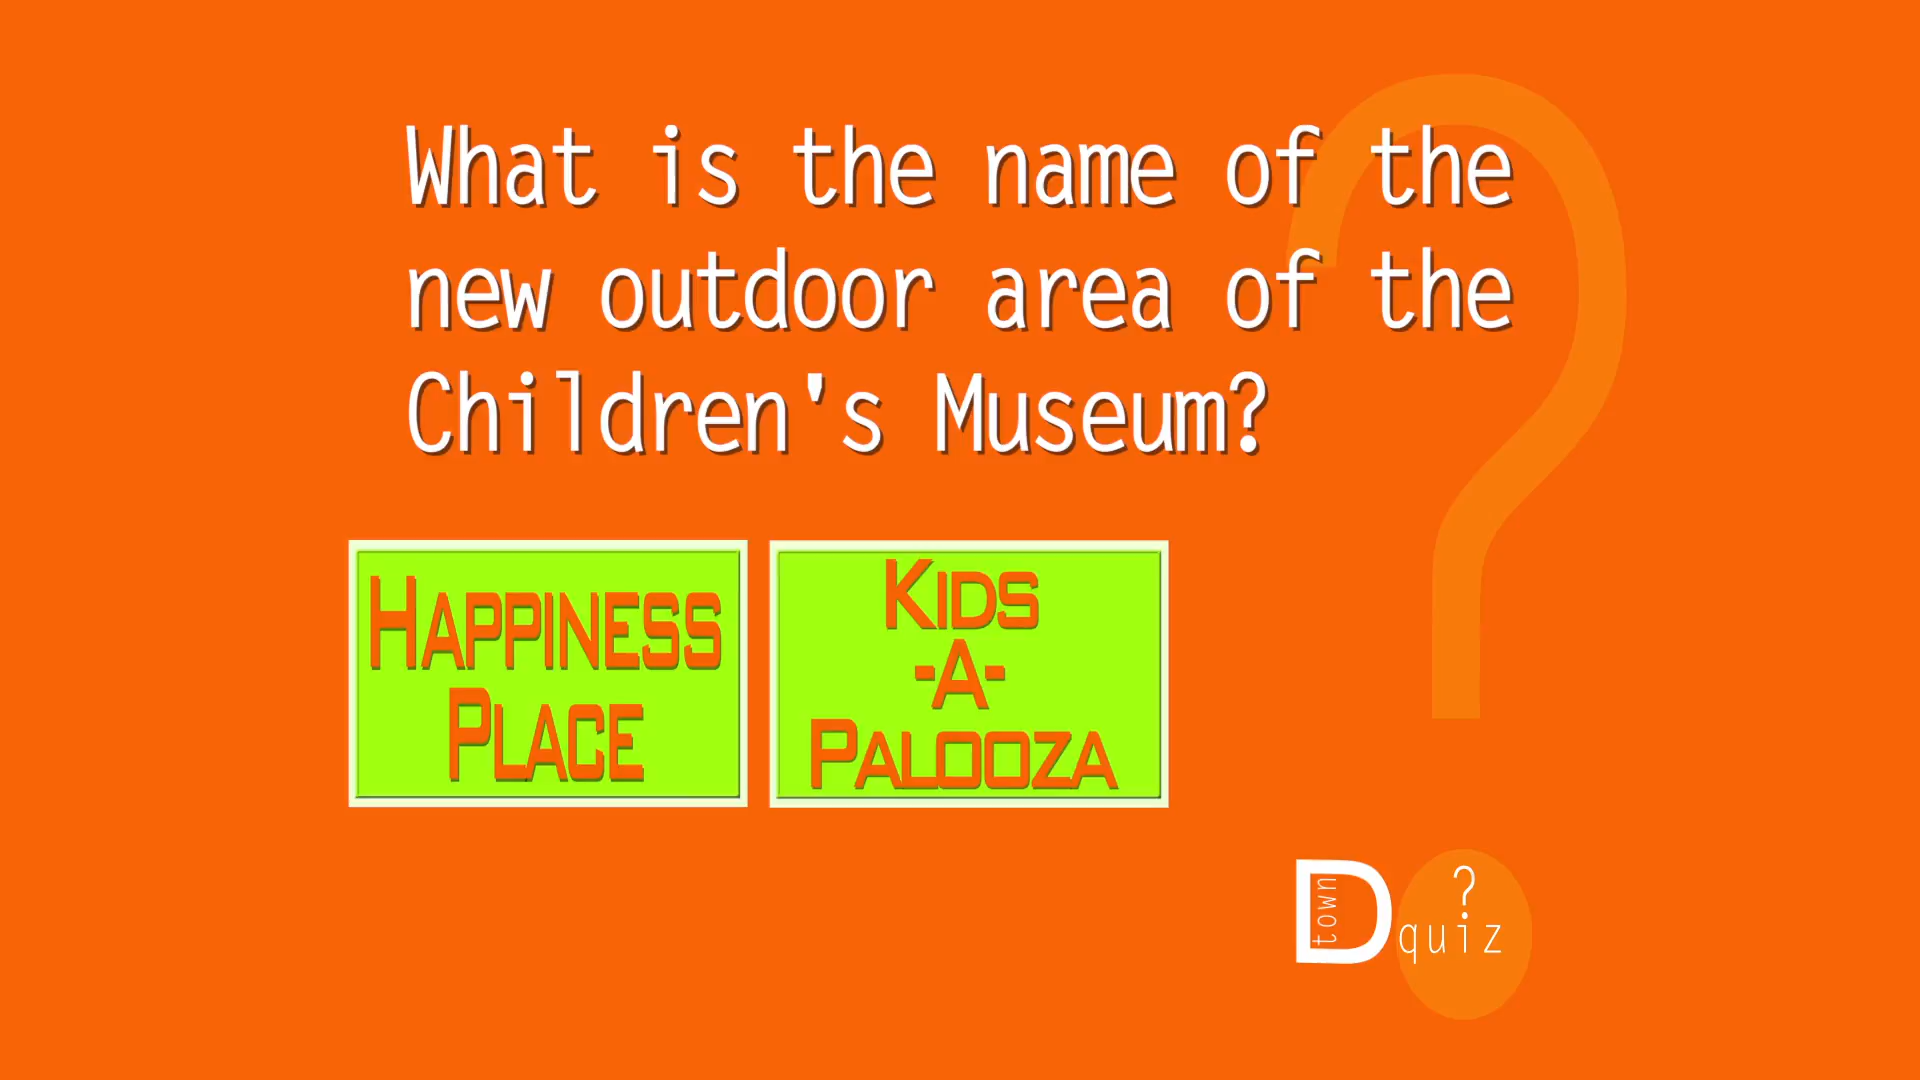 What is the name of the
new outdoor area of the
Children's Museum?
HAPPINESS
PLACE
KIDS
-A-
PALOOZA
D
town
?
quiz